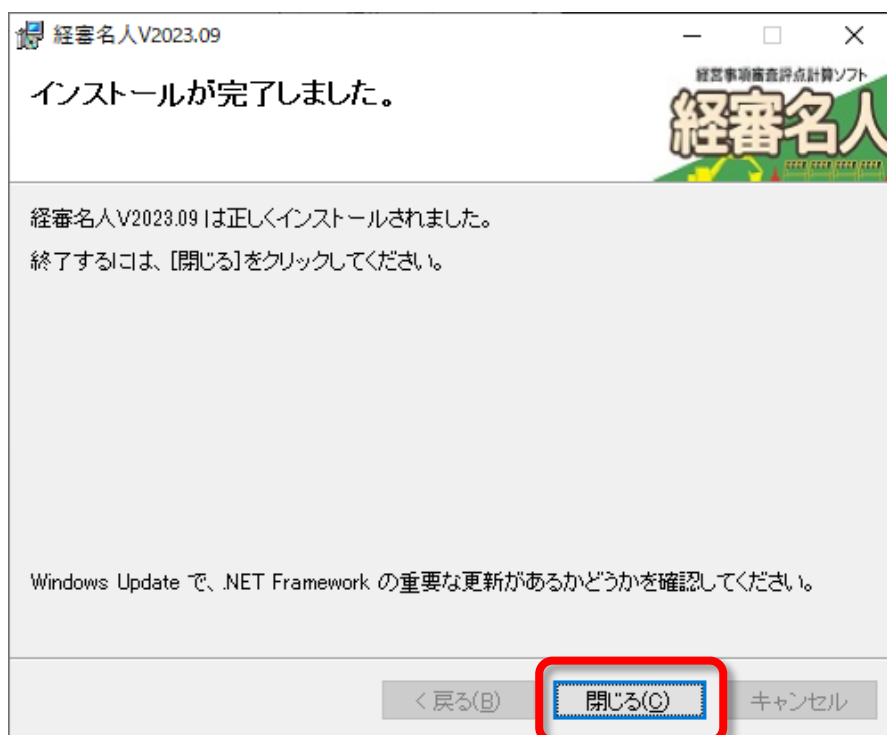 経審名人V2023.09
インストールが完了しました。
経営事項審査評点計算ソフト
経審名人
経審名人V2023.09 は正しくインストールされました。
終了するには、[閉じる]をクリックしてください。
Windows Update で、.NET Framework の重要な更新があるかどうかを確認してください。
< 戻る(B)
閉じる(C)
キャンセル